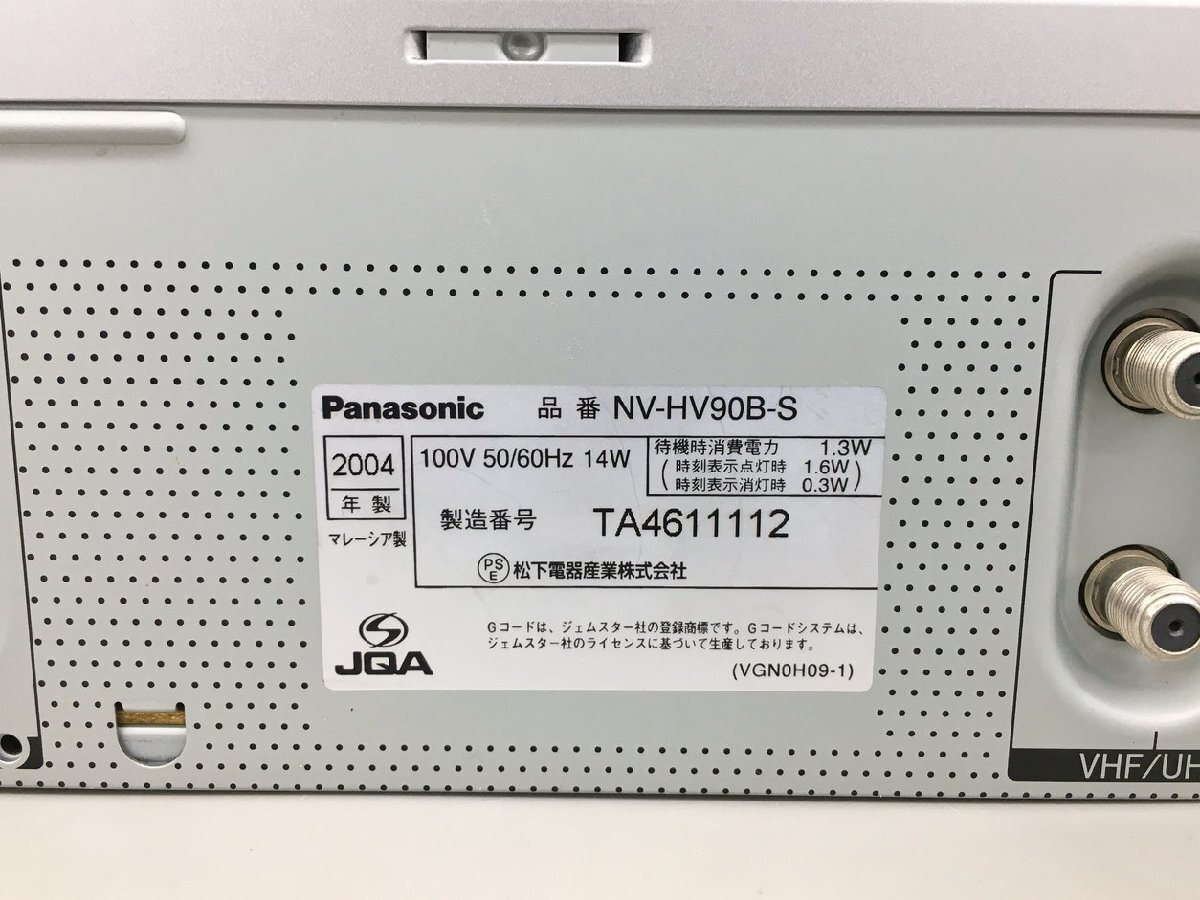 Panasonic 品番 NV-HV90B-S
2004
年製
マレーシア製
100V 50/60Hz 14W
待機時消費電力 1.3W
(時刻表示点灯時 1.6W
時刻表示消灯時 0.3W)
製造番号 TA4611112
PSE 松下電器産業株式会社
JQA
Gコードは、ジェムスター社の登録商標です。Gコードシステムは、
ジェムスター社のライセンスに基づいて生産しております。
(VGN0H09-1)
VHF/UH